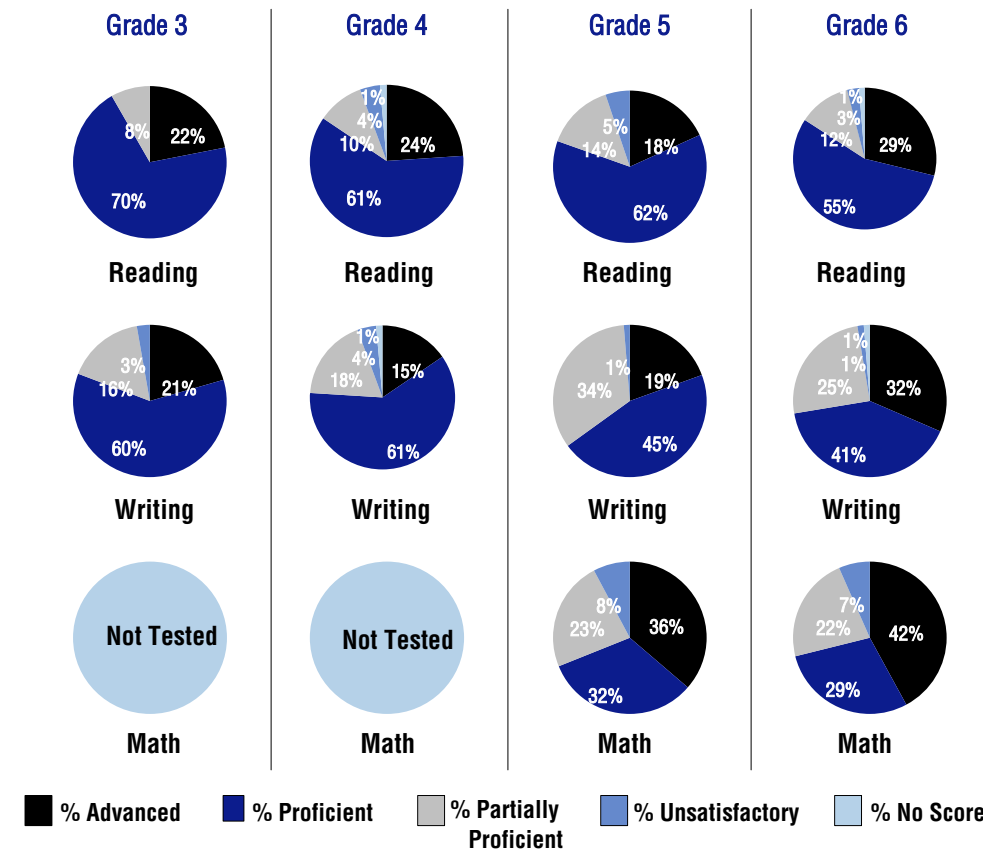 Grade 3
Grade 4
Grade 5
Grade 6
8%
22%
70%
Reading
1%
4%
10%
24%
61%
Reading
5%
14%
18%
62%
Reading
1%
3%
12%
29%
55%
Reading
3%
16%
21%
60%
Writing
1%
4%
18%
15%
61%
Writing
1%
34%
19%
45%
Writing
1%
1%
25%
32%
41%
Writing
Not Tested
Math
Not Tested
Math
8%
23%
36%
32%
Math
7%
22%
42%
29%
Math
% Advanced
% Proficient
% Partially
Proficient
% Unsatisfactory
% No Score